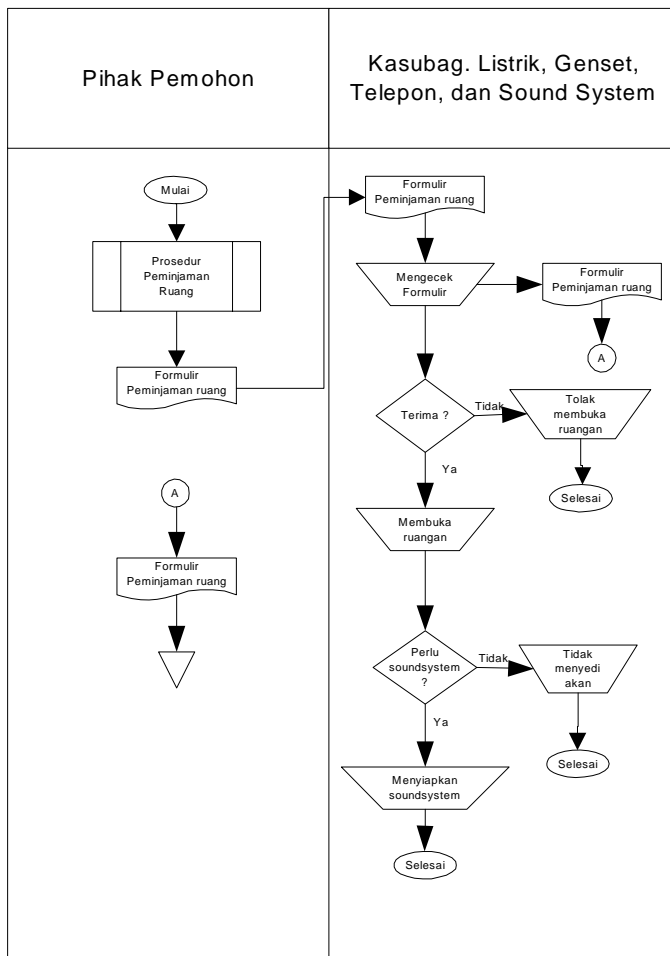 Pihak Pemohon
Kasubag. Listrik, Genset,
Telepon, dan Sound System
Mulai
Prosedur
Peminjaman
Ruang
Formulir
Peminjaman ruang
A
Formulir
Peminjaman ruang
Formulir
Peminjaman ruang
Mengecek
Formulir
Formulir
Peminjaman ruang
A
Terima ?
Tidak
Tolak
membuka
ruangan
Selesai
Ya
Membuka
ruangan
Perlu
soundsystem
?
Tidak
Tidak
menyedi
akan
Selesai
Ya
Menyiapkan
soundsystem
Selesai